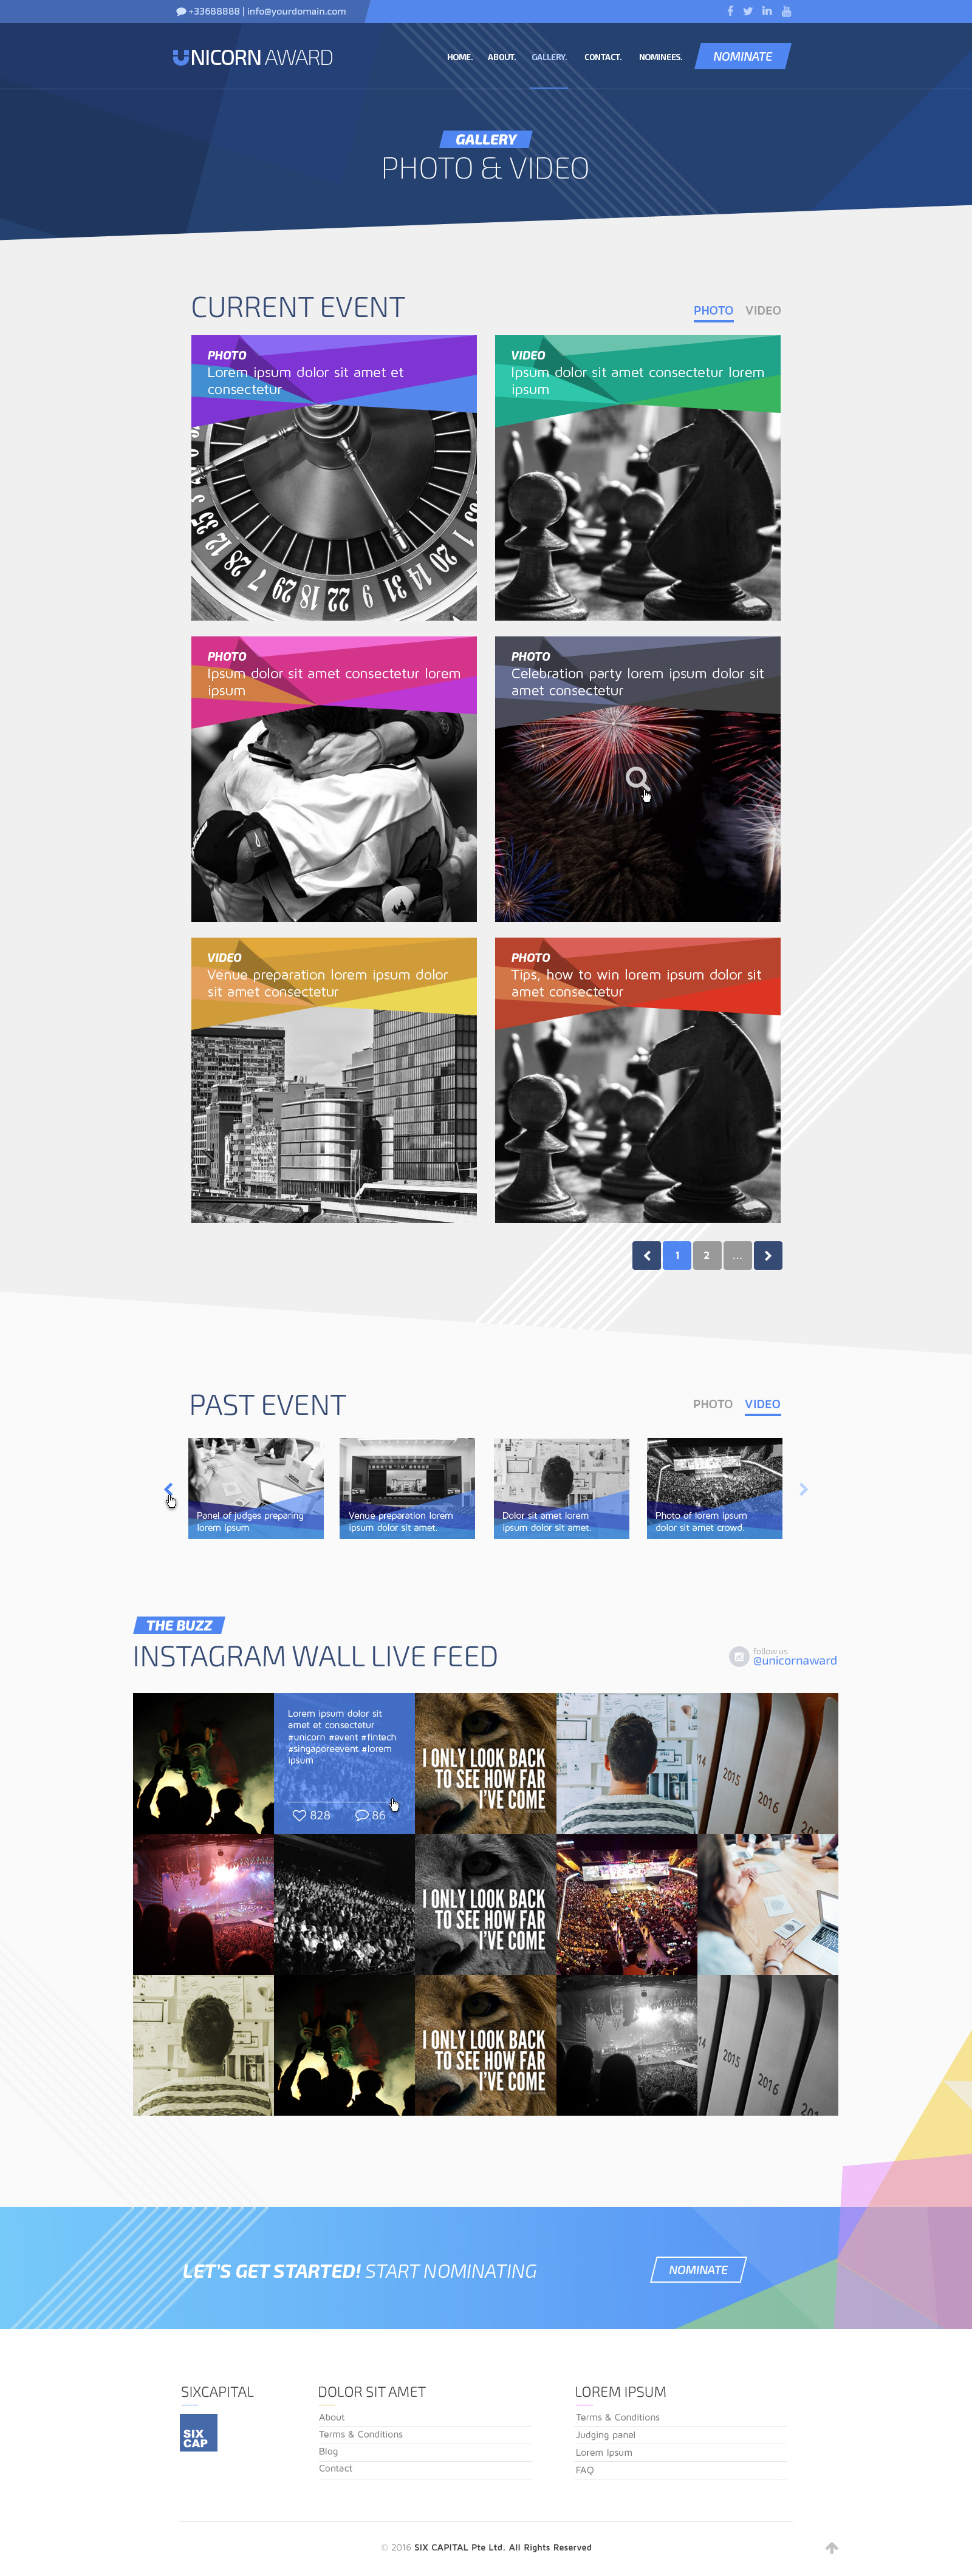 +33688888 | info@yourdomain.com
UNICORN AWARD
HOME. ABOUT. GALLERY. CONTACT. NOMINEES. NOMINATE
GALLERY
PHOTO & VIDEO
CURRENT EVENT
PHOTO VIDEO
PHOTO
Lorem ipsum dolor sit amet et
consectetur
VIDEO
Ipsum dolor sit amet consectetur lorem
ipsum
PHOTO
Ipsum dolor sit amet consectetur lorem
ipsum
PHOTO
Celebration party lorem ipsum dolor sit
amet consectetur
VIDEO
Venue preparation lorem ipsum dolor
sit amet consectetur
PHOTO
Tips, how to win lorem ipsum dolor sit
amet consectetur
1 2 ...
PAST EVENT
PHOTO VIDEO
Panel of judges preparing
lorem ipsum
Venue preparation lorem
ipsum dolor sit amet.
Dolor sit amet lorem
ipsum dolor sit amet.
Photo of lorem ipsum
dolor sit amet crowd.
THE BUZZ
INSTAGRAM WALL LIVE FEED
follow us
@unicornaward
Lorem ipsum dolor sit
amet et consectetur
#unicorn #event #fintech
#singaporeevent #lorem
ipsum
828 86
I ONLY LOOK BACK
TO SEE HOW FAR
I'VE COME
2015
2016
I ONLY LOOK BACK
TO SEE HOW FAR
I'VE COME
I ONLY LOOK BACK
TO SEE HOW FAR
I'VE COME
2015
2016
LET'S GET STARTED! START NOMINATING
NOMINATE
SIXCAPITAL
SIX
CAP
DOLOR SIT AMET
About
Terms & Conditions
Blog
Contact
LOREM IPSUM
Terms & Conditions
Judging panel
Lorem Ipsum
FAQ
© 2016 SIX CAPITAL Pte Ltd. All Rights Reserved